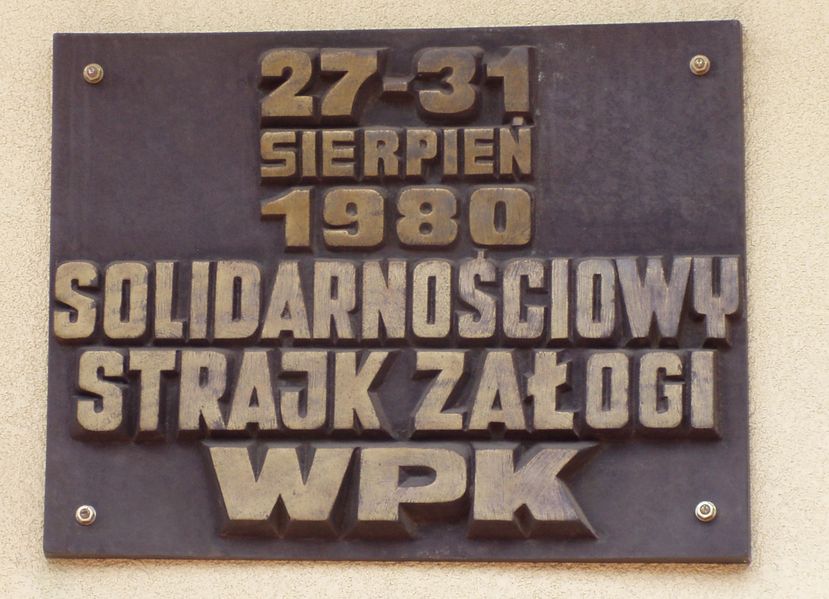 27-31
SIERPIEŃ
1980
SOLIDARNOŚCIOWY
STRAJK ZAŁOGI
WPK